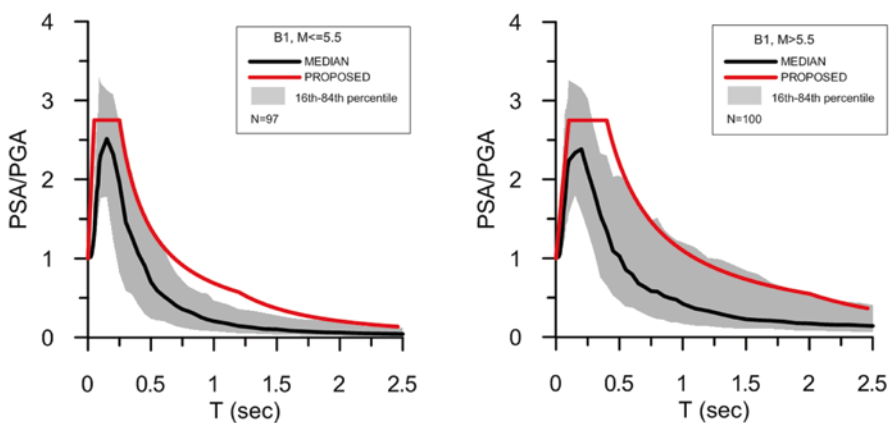 4
3
2
1
0
PSA/PGA
B1, M<=5.5
MEDIAN
PROPOSED
16th-84th percentile
N=97
0 0.5 1 1.5 2 2.5
T (sec)
4
3
2
1
0
PSA/PGA
B1, M>5.5
MEDIAN
PROPOSED
16th-84th percentile
N=100
0 0.5 1 1.5 2 2.5
T (sec)